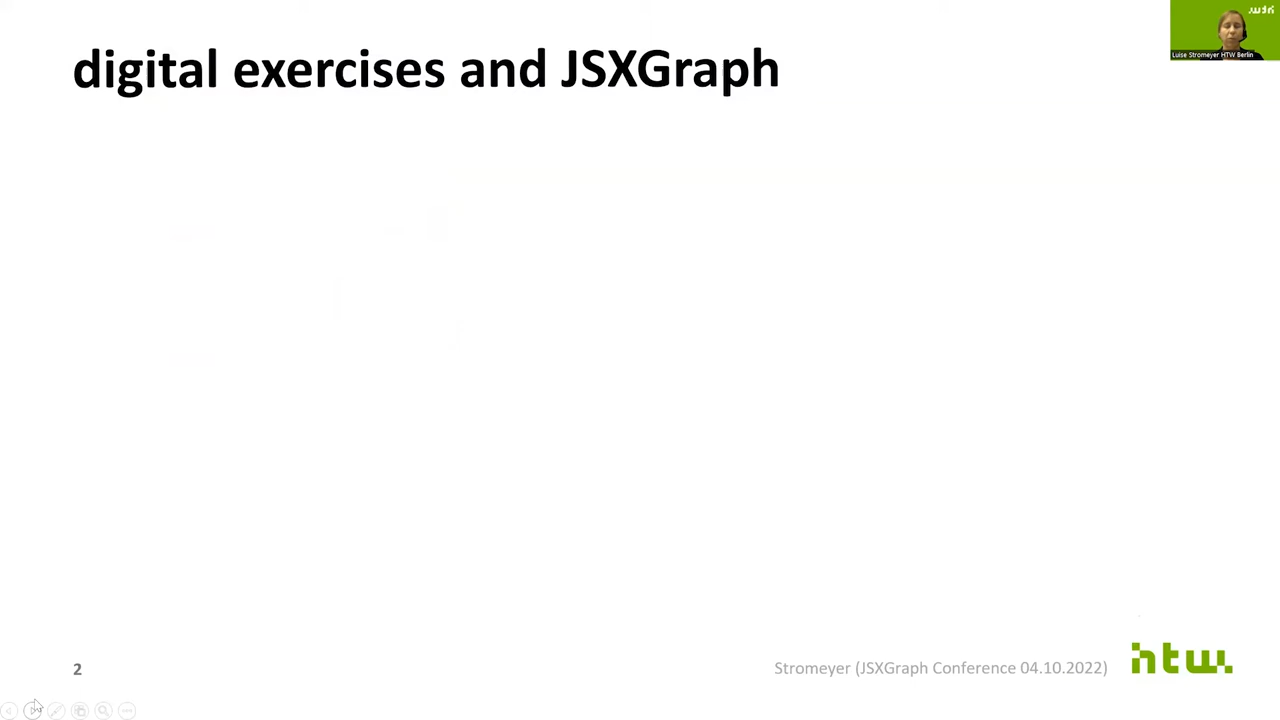 digital exercises and JSXGraph
Luise Stromeyer HTW Berlin
2
Stromeyer (JSXGraph Conference 04.10.2022)
htw.